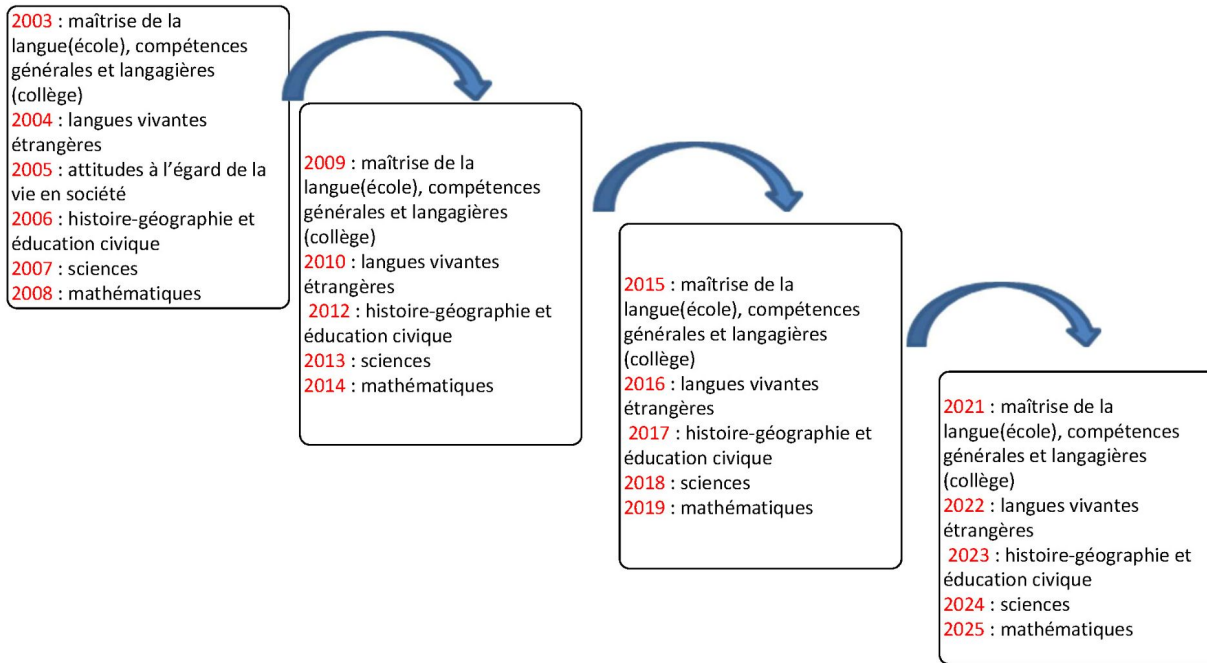 2003 : maîtrise de la
langue(école), compétences
générales et langagières
(collège)
2004 : langues vivantes
étrangères
2005 : attitudes à l’égard de la
vie en société
2006 : histoire-géographie et
éducation civique
2007 : sciences
2008 : mathématiques
2009 : maîtrise de la
langue(école), compétences
générales et langagières
(collège)
2010 : langues vivantes
étrangères
2012 : histoire-géographie et
éducation civique
2013 : sciences
2014 : mathématiques
2015 : maîtrise de la
langue(école), compétences
générales et langagières
(collège)
2016 : langues vivantes
étrangères
2017 : histoire-géographie et
éducation civique
2018 : sciences
2019 : mathématiques
2021 : maîtrise de la
langue(école), compétences
générales et langagières
(collège)
2022 : langues vivantes
étrangères
2023 : histoire-géographie et
éducation civique
2024 : sciences
2025 : mathématiques